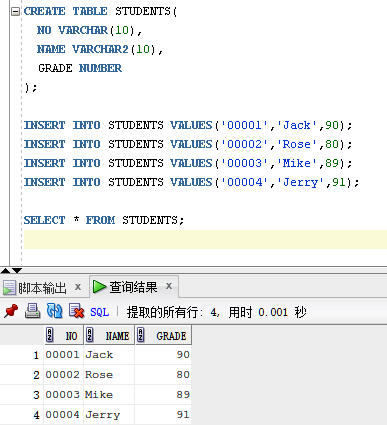 CREATE TABLE STUDENTS(
NO VARCHAR(10),
NAME VARCHAR2(10),
GRADE NUMBER
);
INSERT INTO STUDENTS VALUES('00001','Jack',90);
INSERT INTO STUDENTS VALUES('00002','Rose',80);
INSERT INTO STUDENTS VALUES('00003','Mike',89);
INSERT INTO STUDENTS VALUES('00004','Jerry',91);
SELECT * FROM STUDENTS;
脚本输出 x 查询结果 x
SQL | 提取的所有行: 4, 用时 0.001 秒
NO NAME GRADE
1 00001 Jack 90
2 00002 Rose 80
3 00003 Mike 89
4 00004 Jerry 91